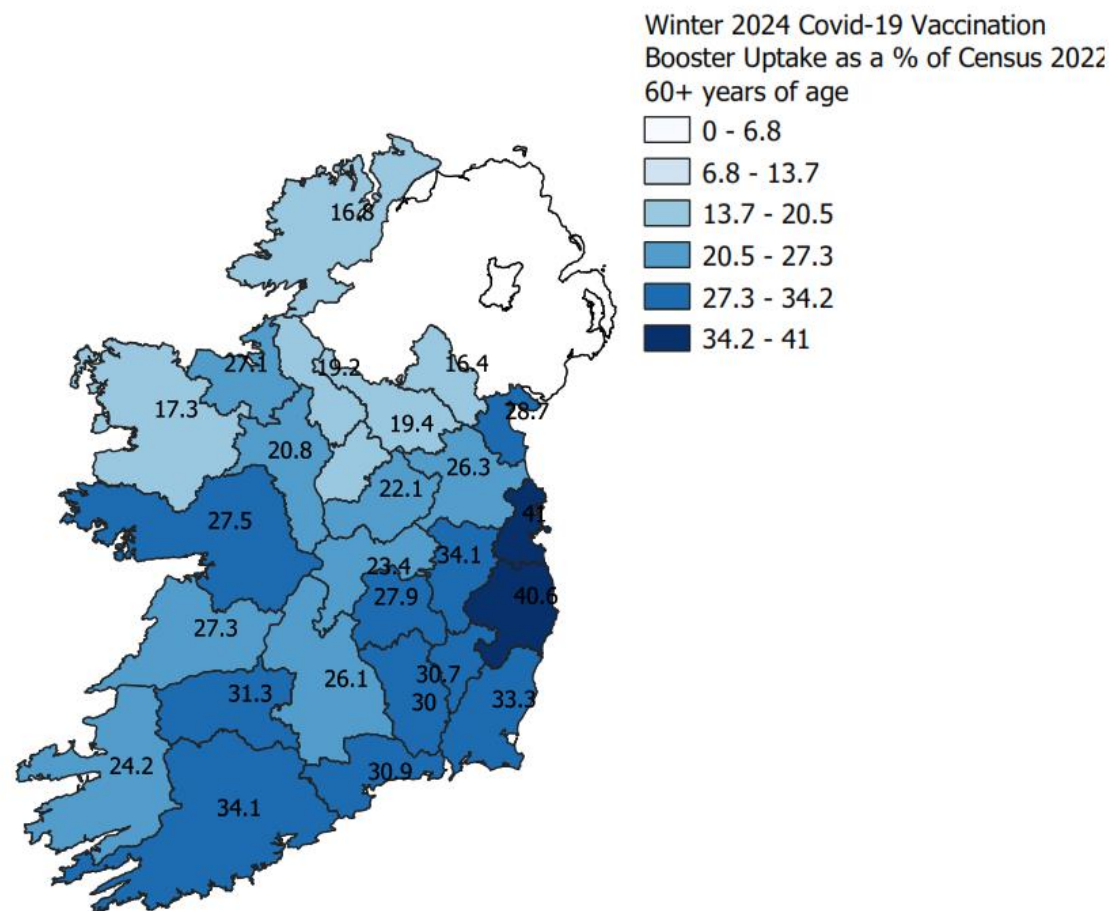 Winter 2024 Covid-19 Vaccination
Booster Uptake as a % of Census 2022
60+ years of age
0 - 6.8
6.8 - 13.7
13.7 - 20.5
20.5 - 27.3
27.3 - 34.2
34.2 - 41
16.8
27.1
19.2
16.4
17.3
19.4
28.7
20.8
26.3
22.1
27.5
41
34.1
23.4
27.9
40.6
27.3
26.1
30.7
31.3
30
33.3
24.2
30.9
34.1